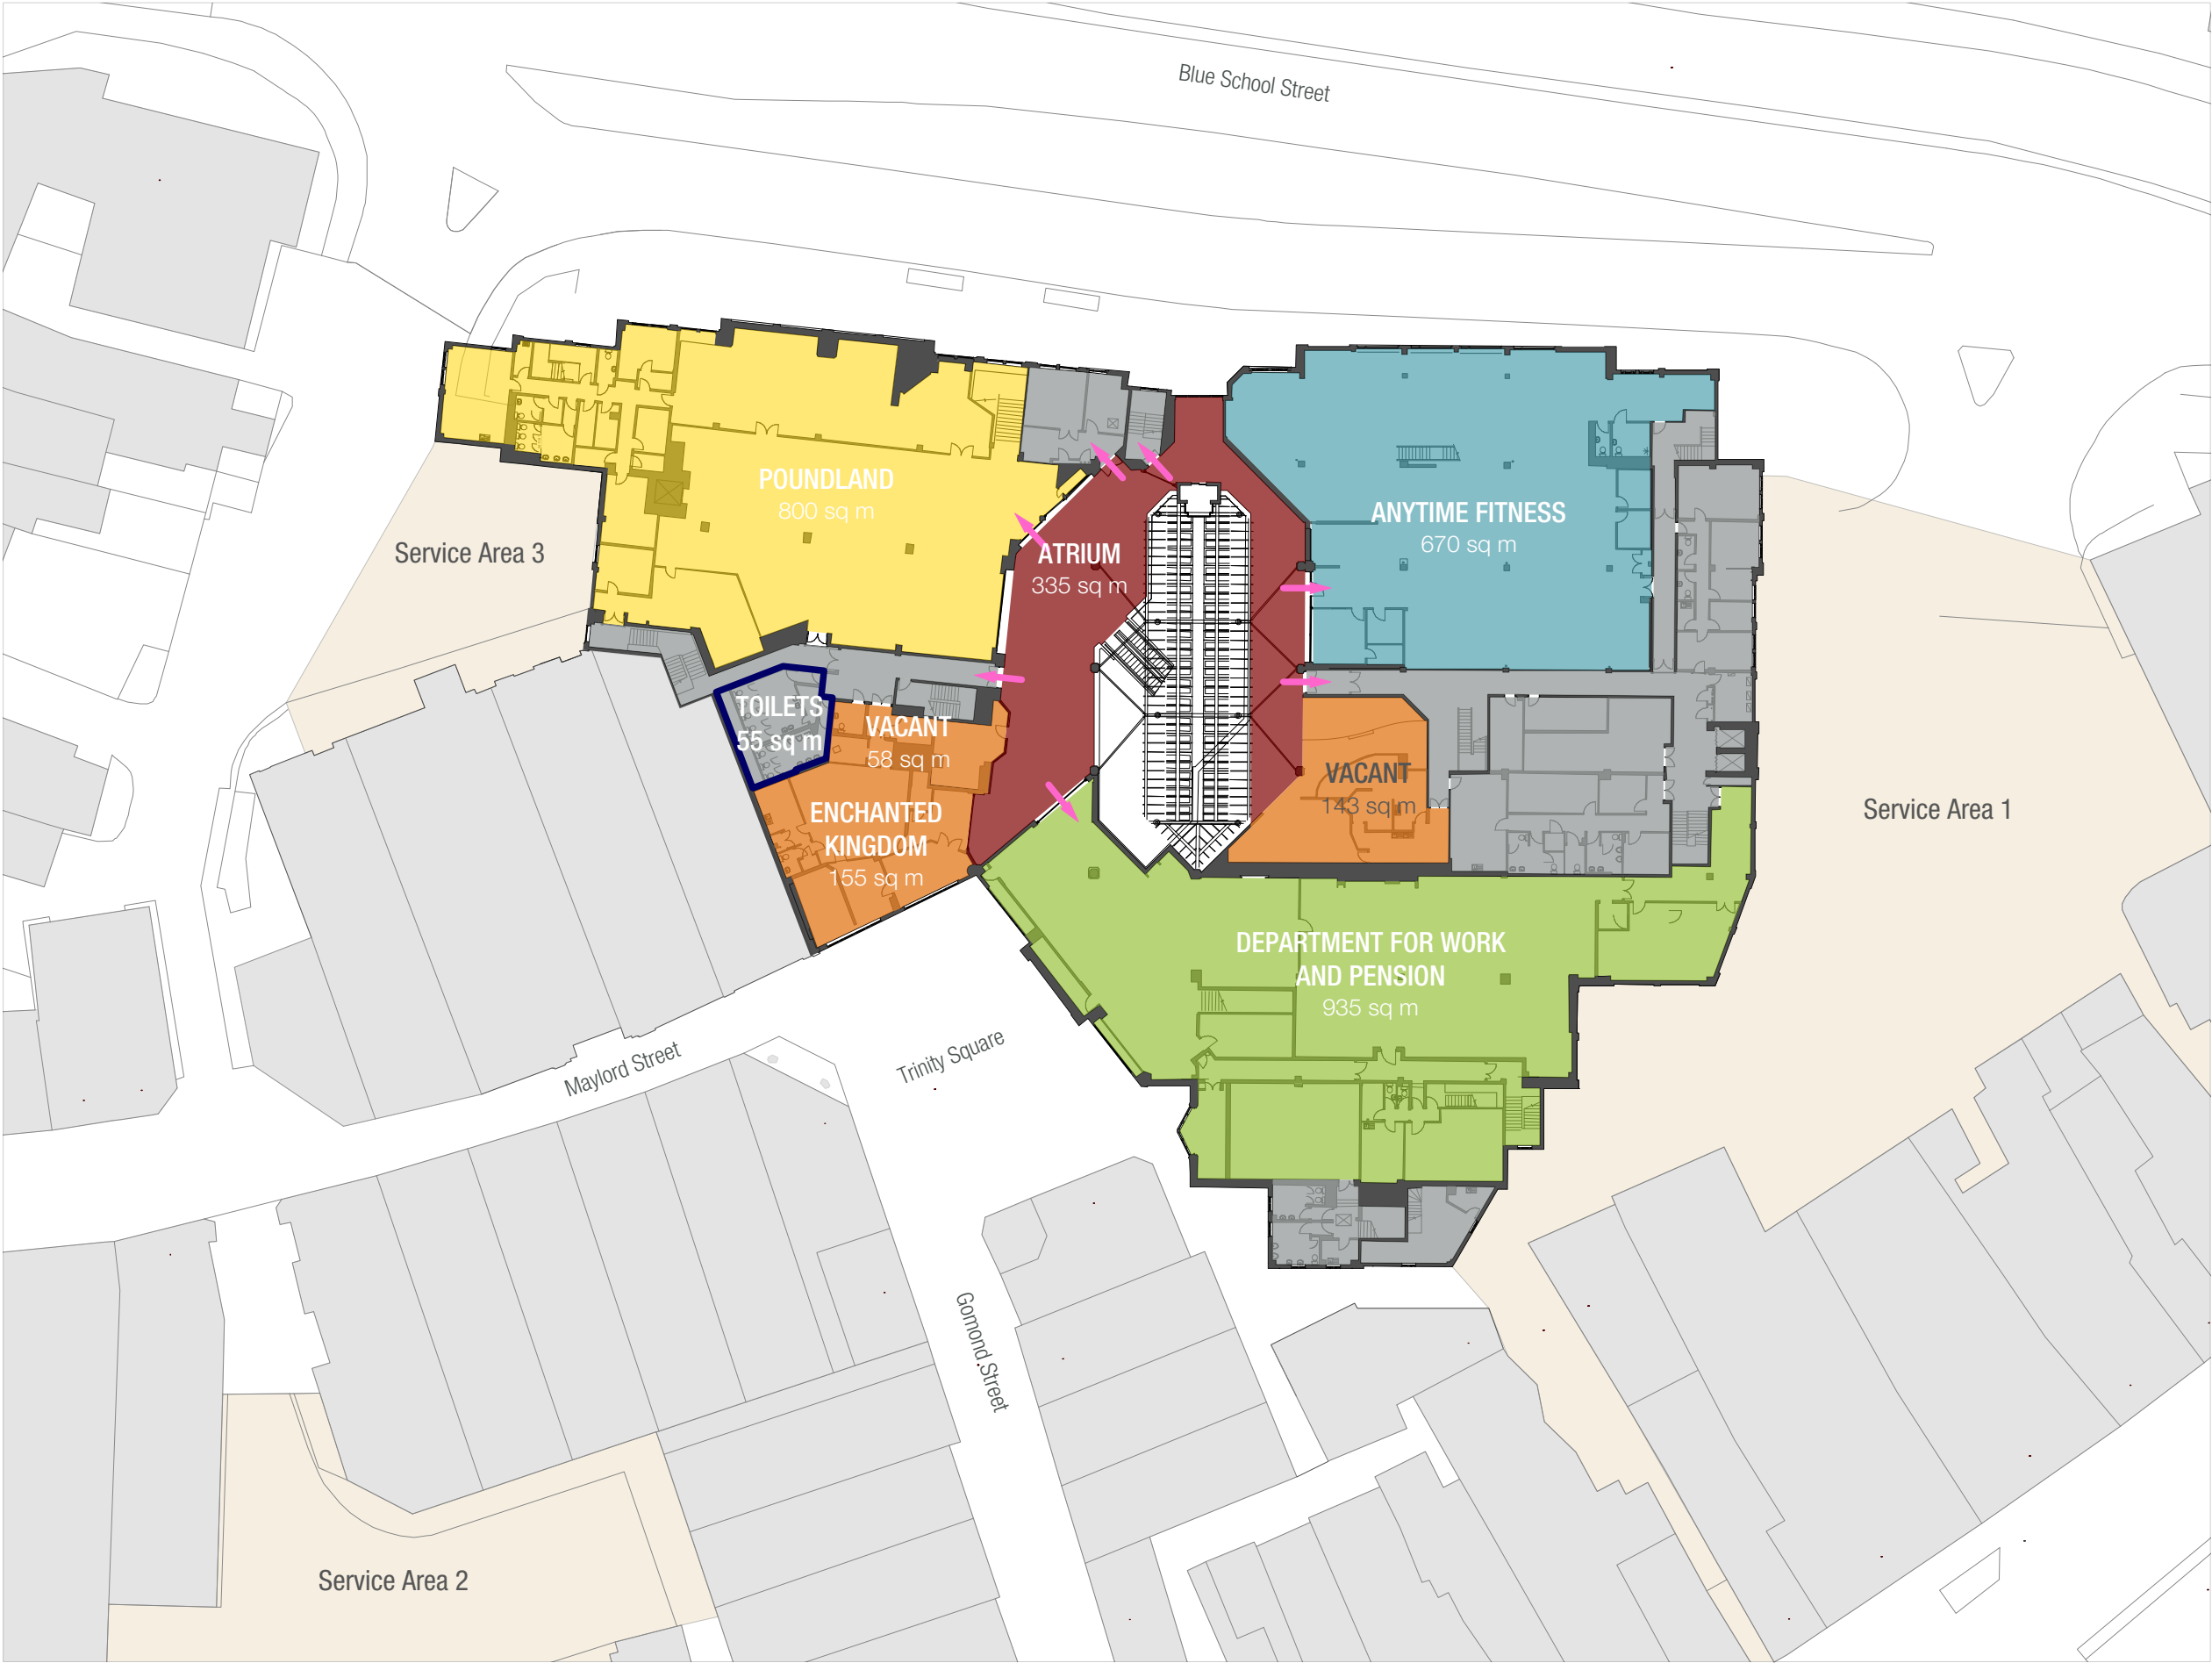 Blue School Street
POUNDLAND
800 sq m
ANYTIME FITNESS
670 sq m
Service Area 3
ATRIUM
335 sq m
TOILETS
55 sq m
VACANT
58 sq m
VACANT
143 sq m
ENCHANTED
KINGDOM
155 sq m
Service Area 1
DEPARTMENT FOR WORK
AND PENSION
935 sq m
Maylord Street
Trinity Square
Gomond Street
Service Area 2